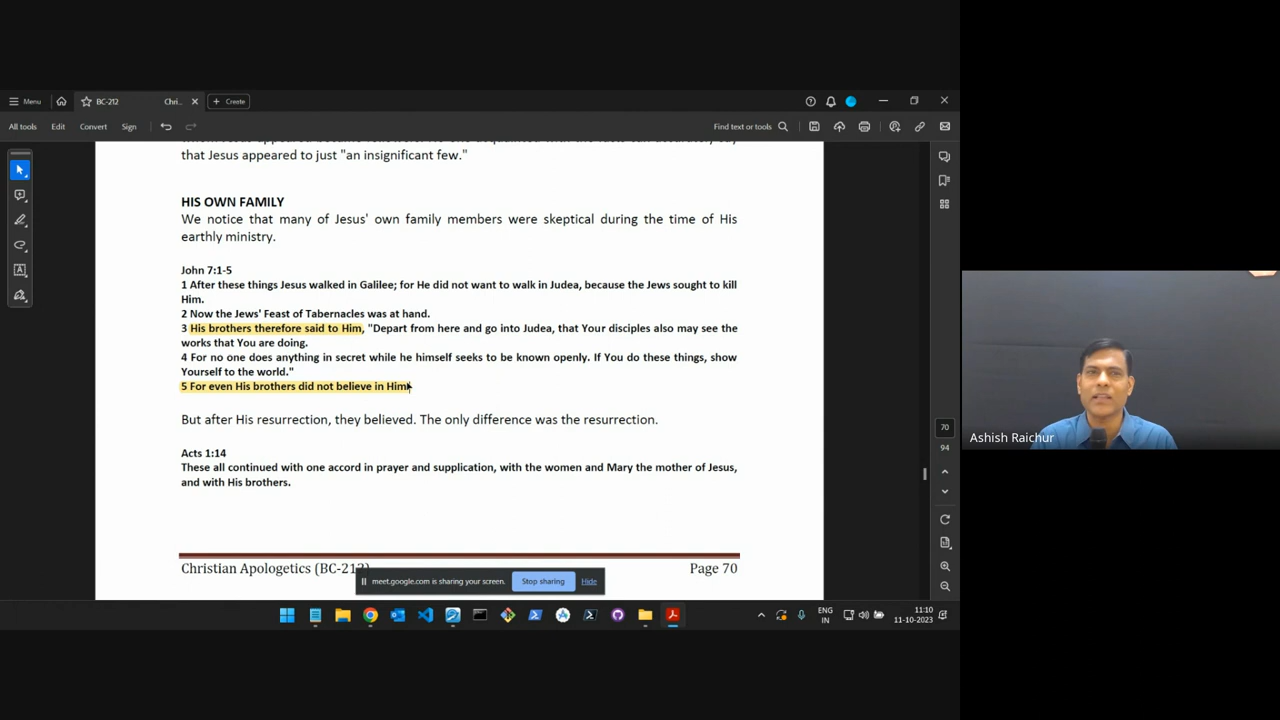 Menu
BC-212
Chri...
Create
All tools
Edit
Convert
Sign
Find text or tools
that Jesus appeared to just "an insignificant few."
HIS OWN FAMILY
We notice that many of Jesus' own family members were skeptical during the time of His
earthly ministry.
John 7:1-5
1 After these things Jesus walked in Galilee; for He did not want to walk in Judea, because the Jews sought to kill
Him.
2 Now the Jews' Feast of Tabernacles was at hand.
3 His brothers therefore said to Him, "Depart from here and go into Judea, that Your disciples also may see the
works that You are doing.
4 For no one does anything in secret while he himself seeks to be known openly. If You do these things, show
Yourself to the world."
5 For even His brothers did not believe in Him
But after His resurrection, they believed. The only difference was the resurrection.
Acts 1:14
These all continued with one accord in prayer and supplication, with the women and Mary the mother of Jesus,
and with His brothers.
Christian Apologetics (BC-212
Page 70
meet.google.com is sharing your screen.
Stop sharing
Hide
70
94
Ashish Raichur
ENG
IN
11:10
11-10-2023